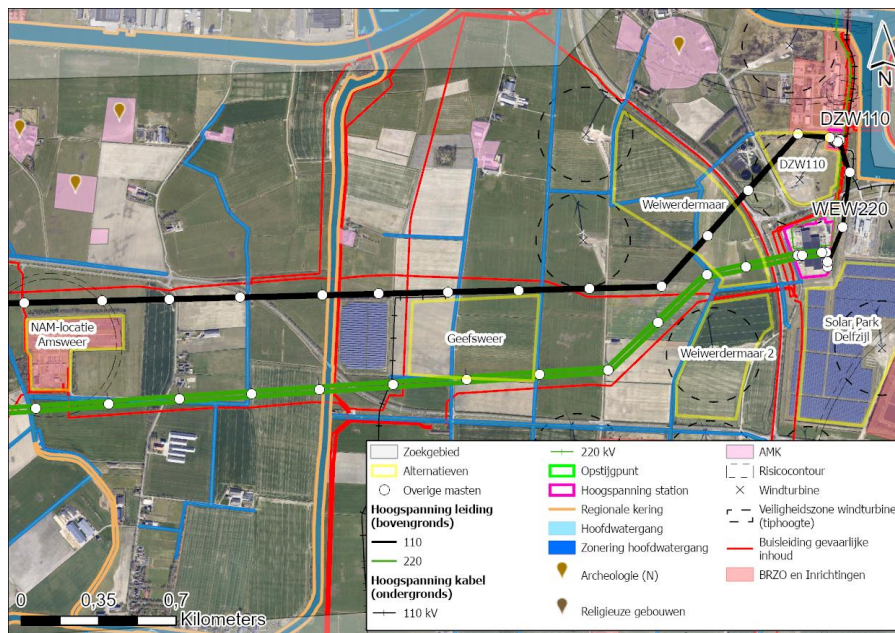 N
DZW110
DZW110
WEW220
Weiwerdermaar
NAM-locatie
Amsweer
Geefsweer
Weiwerdermaar 2
Solar Park
Delfzijl
Zoekgebied
Alternatieven
Overige masten
Hoogspanning leiding
(bovengronds)
110
220
Hoogspanning kabel
(ondergronds)
110 kV
220 kV
Opstijgpunt
Hoogspanning station
Regionale kering
Hoofdwatergang
Zonering hoofdwatergang
Archeologie (N)
Religieuze gebouwen
AMK
Risicocontour
Windturbine
Veiligheidszone windturbine
(tiphoogte)
Buisleiding gevaarlijke
inhoud
BRZO en Inrichtingen
0 0,35 0,7
Kilometers